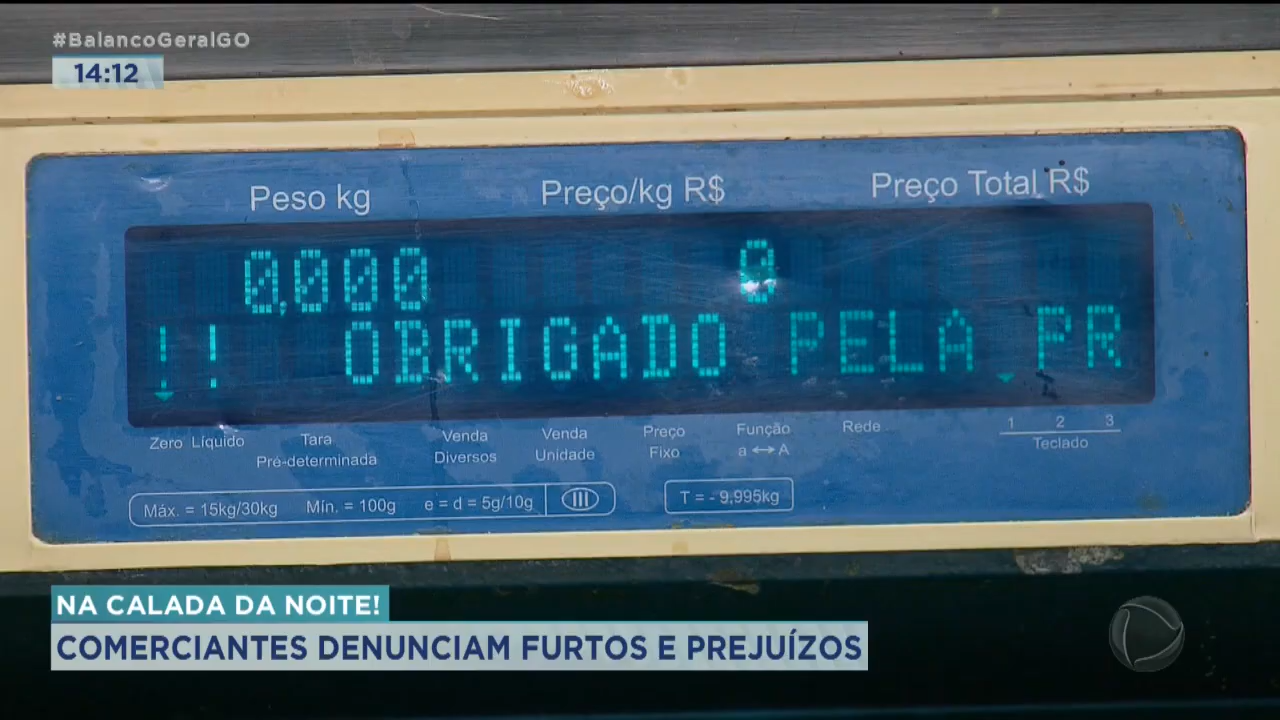 #BalancoGeralGO
14:12
Peso kg Preço/kg R$ Preço Total R$
0,000 0
!! OBRIGADO PELA PR
Zero Líquido Tara Pré-determinada Venda Diversos Venda Unidade Preço Fixo Função a ↔ A Rede 1 2 3 Teclado
Máx. = 15kg/30kg Mín. = 100g e = d = 5g/10g III T = - 9,995kg
NA CALADA DA NOITE!
COMERCIANTES DENUNCIAM FURTOS E PREJUÍZOS